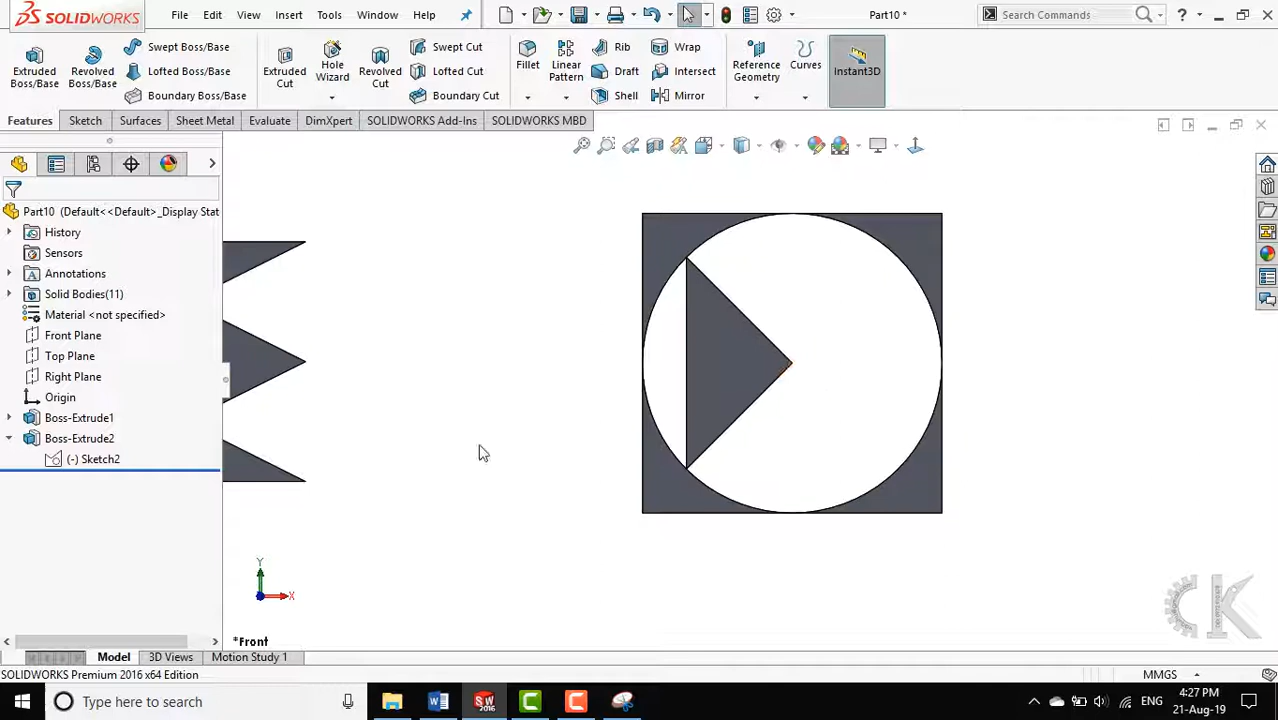 SOLIDWORKS File Edit View Insert Tools Window Help Part10 * Search Commands
Extruded Boss/Base Revolved Boss/Base Swept Boss/Base Lofted Boss/Base Boundary Boss/Base Extruded Cut Hole Wizard Revolved Cut Swept Cut Lofted Cut Boundary Cut Fillet Linear Pattern Rib Draft Shell Wrap Intersect Mirror Reference Geometry Curves Instant3D
Features Sketch Surfaces Sheet Metal Evaluate DimXpert SOLIDWORKS Add-Ins SOLIDWORKS MBD
Part10 (Default<<Default>_Display Stat
History
Sensors
Annotations
Solid Bodies(11)
Material <not specified>
Front Plane
Top Plane
Right Plane
Origin
Boss-Extrude1
Boss-Extrude2
(-) Sketch2
Y
X
*Front
CK
Model 3D Views Motion Study 1
SOLIDWORKS Premium 2016 x64 Edition MMGS
Type here to search ENG 4:27 PM
21-Aug-19